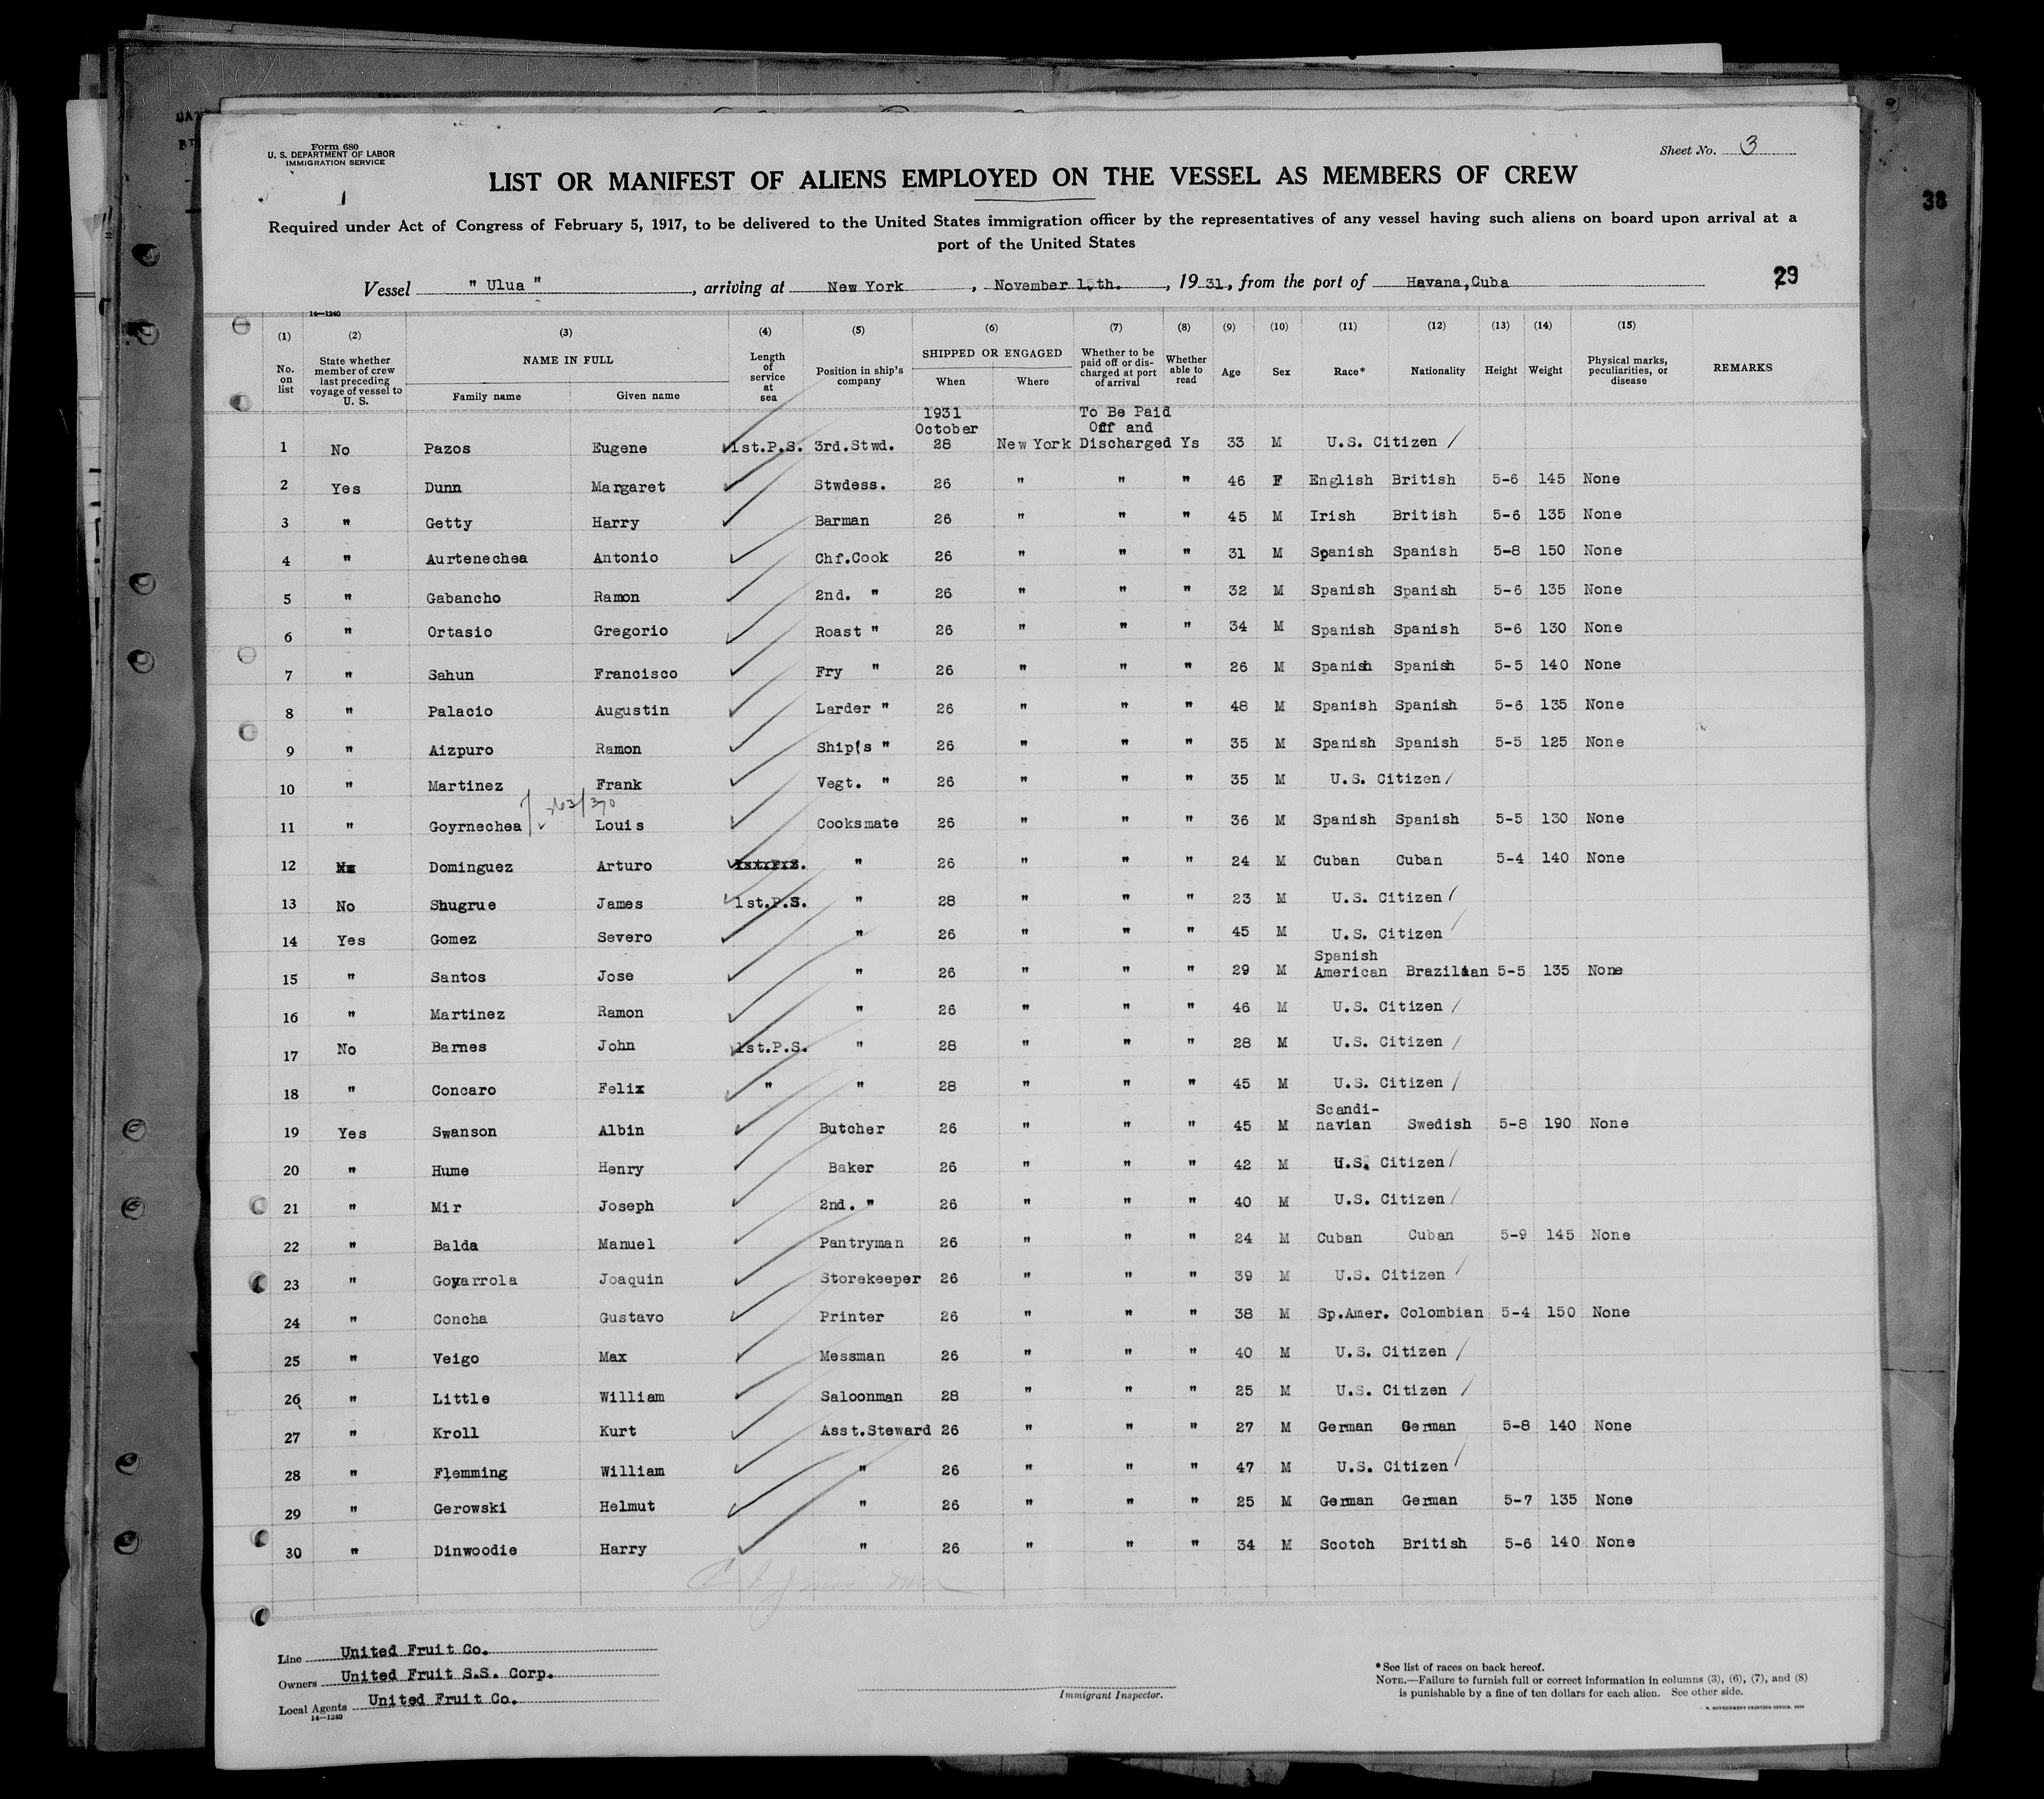 Form 680
U. S. DEPARTMENT OF LABOR
IMMIGRATION SERVICE
Sheet No. 3
1
LIST OR MANIFEST OF ALIENS EMPLOYED ON THE VESSEL AS MEMBERS OF CREW
38
Required under Act of Congress of February 5, 1917, to be delivered to the United States immigration officer by the representatives of any vessel having such aliens on board upon arrival at a
port of the United States
29
Vessel " Ulua " , arriving at New York , November 15th. , 19 31, from the port of Havana, Cuba
14—1240
(1) (2) (3) (4) (5) (6) (7) (8) (9) (10) (11) (12) (13) (14) (15)
No. on list State whether member of crew last preceding voyage of vessel to U. S. NAME IN FULL Family name Given name Length of service at sea Position in ship's company SHIPPED OR ENGAGED When Where Whether to be paid off or discharged at port of arrival Whether able to read Age Sex Race* Nationality Height Weight Physical marks, peculiarities, or disease REMARKS
1931 To Be Paid
October Off and
1 No Pazos Eugene 1st.P.S. 3rd.Stwd. 28 New York Discharged Ys 33 M U.S. Citizen /
2 Yes Dunn Margaret Stwdess. 26 " " " 46 F English British 5-6 145 None
3 " Getty Harry Barman 26 " " " 45 M Irish British 5-6 135 None
4 " Aurtenechea Antonio Chf.Cook 26 " " " 31 M Spanish Spanish 5-8 150 None
5 " Gabancho Ramon 2nd. " 26 " " " 32 M Spanish Spanish 5-6 135 None
6 " Ortasio Gregorio Roast " 26 " " " 34 M Spanish Spanish 5-6 130 None
7 " Sahun Francisco Fry " 26 " " " 26 M Spanish Spanish 5-5 140 None
8 " Palacio Augustin Larder " 26 " " " 48 M Spanish Spanish 5-6 135 None
9 " Aizpuro Ramon Ship(s " 26 " " " 35 M Spanish Spanish 5-5 125 None
10 " Martinez Frank Vegt. " 26 " " " 35 M U.S. Citizen /
11 " Goyrnechea Louis Cooksmate 26 " " " 36 M Spanish Spanish 5-5 130 None
12 Dominguez Arturo " 26 " " " 24 M Cuban Cuban 5-4 140 None
13 No Shugrue James 1st.P.S. " 28 " " " 23 M U.S. Citizen /
14 Yes Gomez Severo " 26 " " " 45 M U.S. Citizen /
Spanish
15 " Santos Jose " 26 " " " 29 M American Brazilian 5-5 135 None
16 " Martinez Ramon " 26 " " " 46 M U.S. Citizen /
17 No Barnes John 1st.P.S. " 28 " " " 28 M U.S. Citizen /
18 " Concaro Felix " " 28 " " " 45 M U.S. Citizen /
Scandi-
19 Yes Swanson Albin Butcher 26 " " " 45 M navian Swedish 5-8 190 None
20 " Hume Henry Baker 26 " " " 42 M U.S. Citizen /
21 " Mir Joseph 2nd. " 26 " " " 40 M U.S. Citizen /
22 " Balda Manuel Pantryman 26 " " " 24 M Cuban Cuban 5-9 145 None
23 " Goyarrola Joaquin Storekeeper 26 " " " 39 M U.S. Citizen /
24 " Concha Gustavo Printer 26 " " " 38 M Sp.Amer. Colombian 5-4 150 None
25 " Veigo Max Messman 26 " " " 40 M U.S. Citizen /
26 " Little William Saloonman 28 " " " 25 M U.S. Citizen /
27 " Kroll Kurt Asst.Steward 26 " " " 27 M German German 5-8 140 None
28 " Flemming William " 26 " " " 47 M U.S. Citizen /
29 " Gerowski Helmut " 26 " " " 25 M German German 5-7 135 None
30 " Dinwoodie Harry " 26 " " " 34 M Scotch British 5-6 140 None
Line United Fruit Co.
Owners United Fruit S.S. Corp.
Local Agents United Fruit Co.
14—1240
Immigrant Inspector.
*See list of races on back hereof.
NOTE.—Failure to furnish full or correct information in columns (3), (6), (7), and (8)
is punishable by a fine of ten dollars for each alien. See other side.